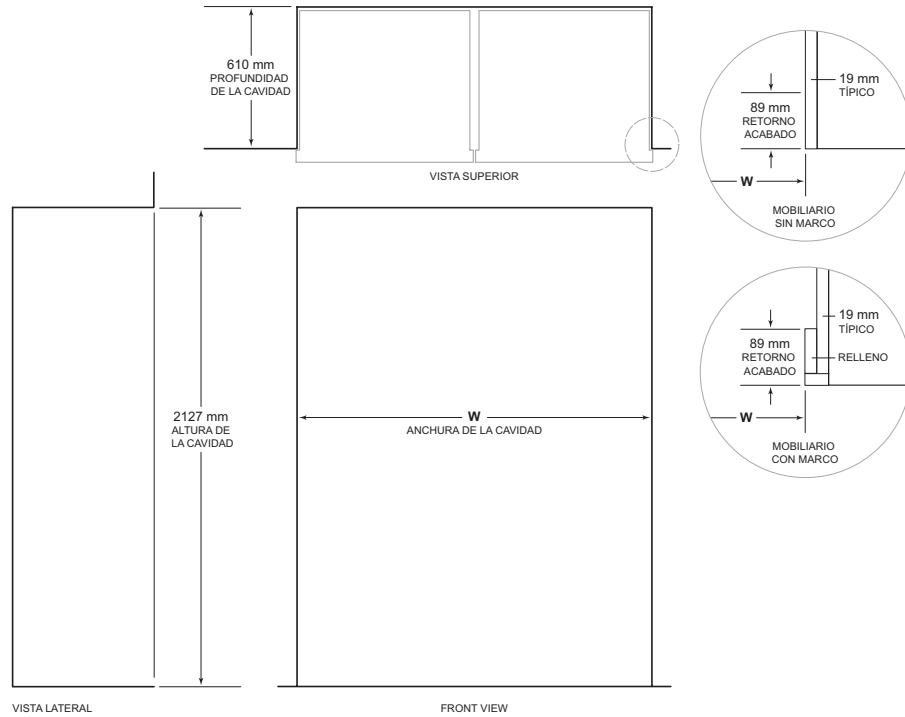 610 mm
PROFUNDIDAD
DE LA CAVIDAD
VISTA SUPERIOR
19 mm
TÍPICO
89 mm
RETORNO
ACABADO
W
MOBILIARIO
SIN MARCO
19 mm
TÍPICO
89 mm
RETORNO
ACABADO
RELLENO
W
MOBILIARIO
CON MARCO
2127 mm
ALTURA DE
LA CAVIDAD
W
ANCHURA DE LA CAVIDAD
VISTA LATERAL
FRONT VIEW